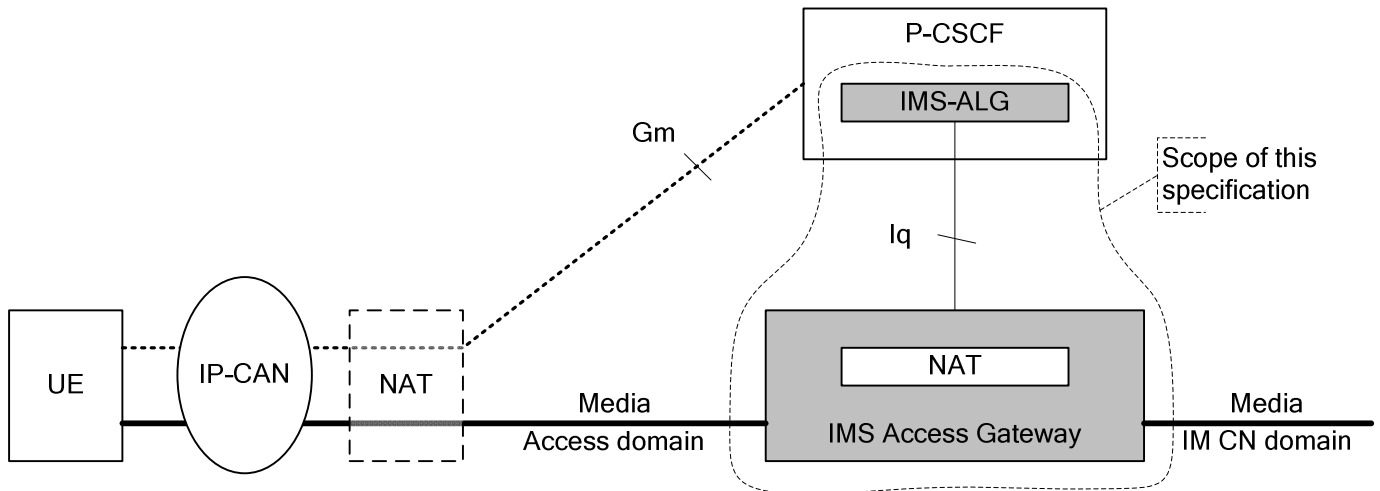 P-CSCF
IMS-ALG
Gm
Scope of this
specification
Iq
UE
IP-CAN
NAT
NAT
Media
Access domain
IMS Access Gateway
Media
IM CN domain